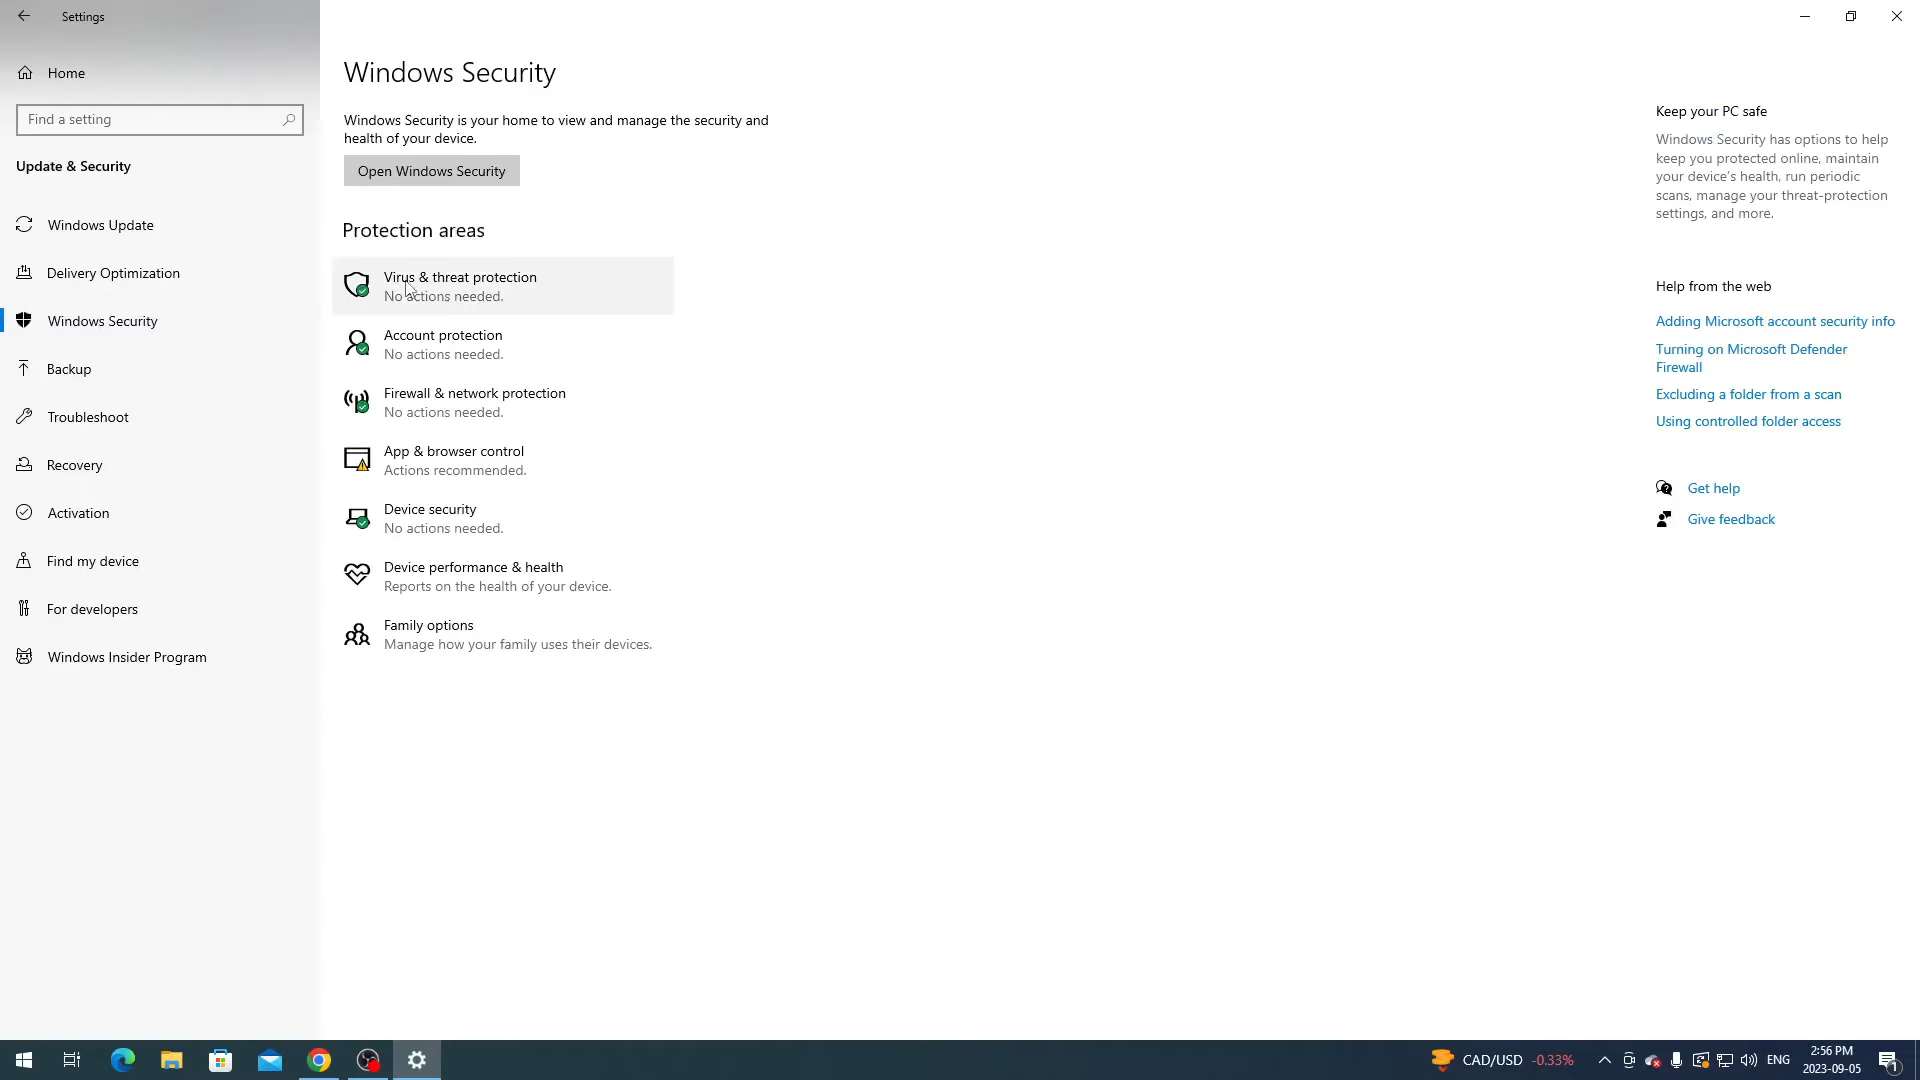 Settings
Home
Find a setting
Update & Security
Windows Update
Delivery Optimization
Windows Security
Backup
Troubleshoot
Recovery
Activation
Find my device
For developers
Windows Insider Program
Windows Security
Windows Security is your home to view and manage the security and
health of your device.
Open Windows Security
Protection areas
Virus & threat protection
No actions needed.
Account protection
No actions needed.
Firewall & network protection
No actions needed.
App & browser control
Actions recommended.
Device security
No actions needed.
Device performance & health
Reports on the health of your device.
Family options
Manage how your family uses their devices.
Keep your PC safe
Windows Security has options to help
keep you protected online, maintain
your device's health, run periodic
scans, manage your threat-protection
settings, and more.
Help from the web
Adding Microsoft account security info
Turning on Microsoft Defender
Firewall
Excluding a folder from a scan
Using controlled folder access
Get help
Give feedback
CAD/USD -0.33%
ENG
2:56 PM
2023-09-05
1